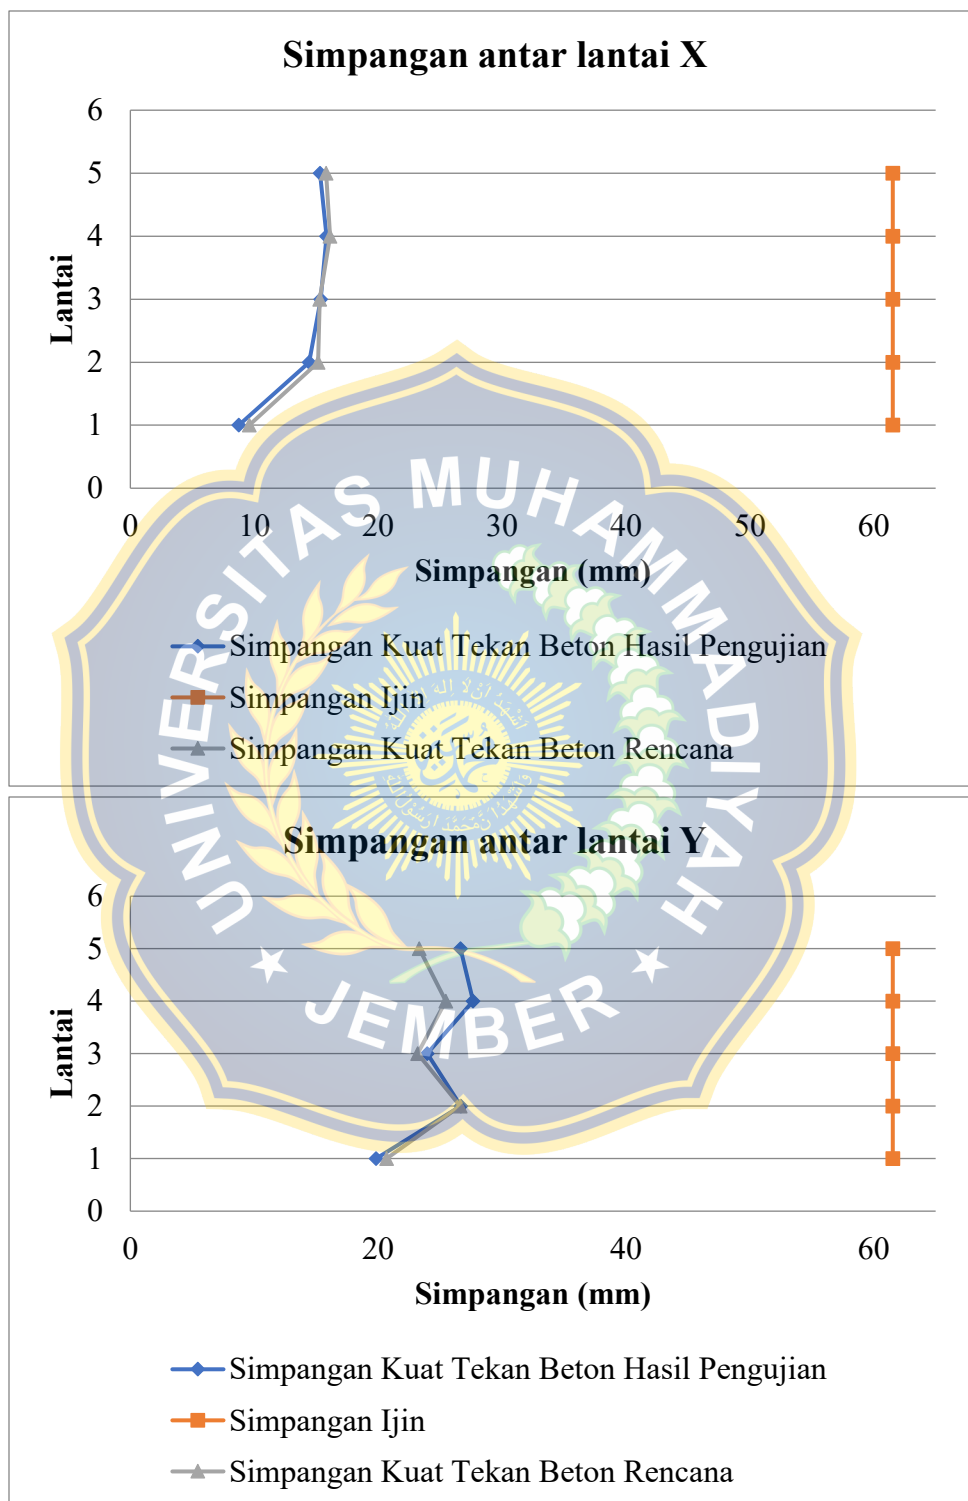 Simpangan antar lantai X
6
5
4
3
2
1
0
Lantai
0 10 20 30 40 50 60
Simpangan (mm)
Simpangan Kuat Tekan Beton Hasil Pengujian
Simpangan Ijin
Simpangan Kuat Tekan Beton Rencana
UNIVERSITAS MUHAMMADIYAH
JEMBER
Simpangan antar lantai Y
6
5
4
3
2
1
0
Lantai
0 20 40 60
Simpangan (mm)
Simpangan Kuat Tekan Beton Hasil Pengujian
Simpangan Ijin
Simpangan Kuat Tekan Beton Rencana